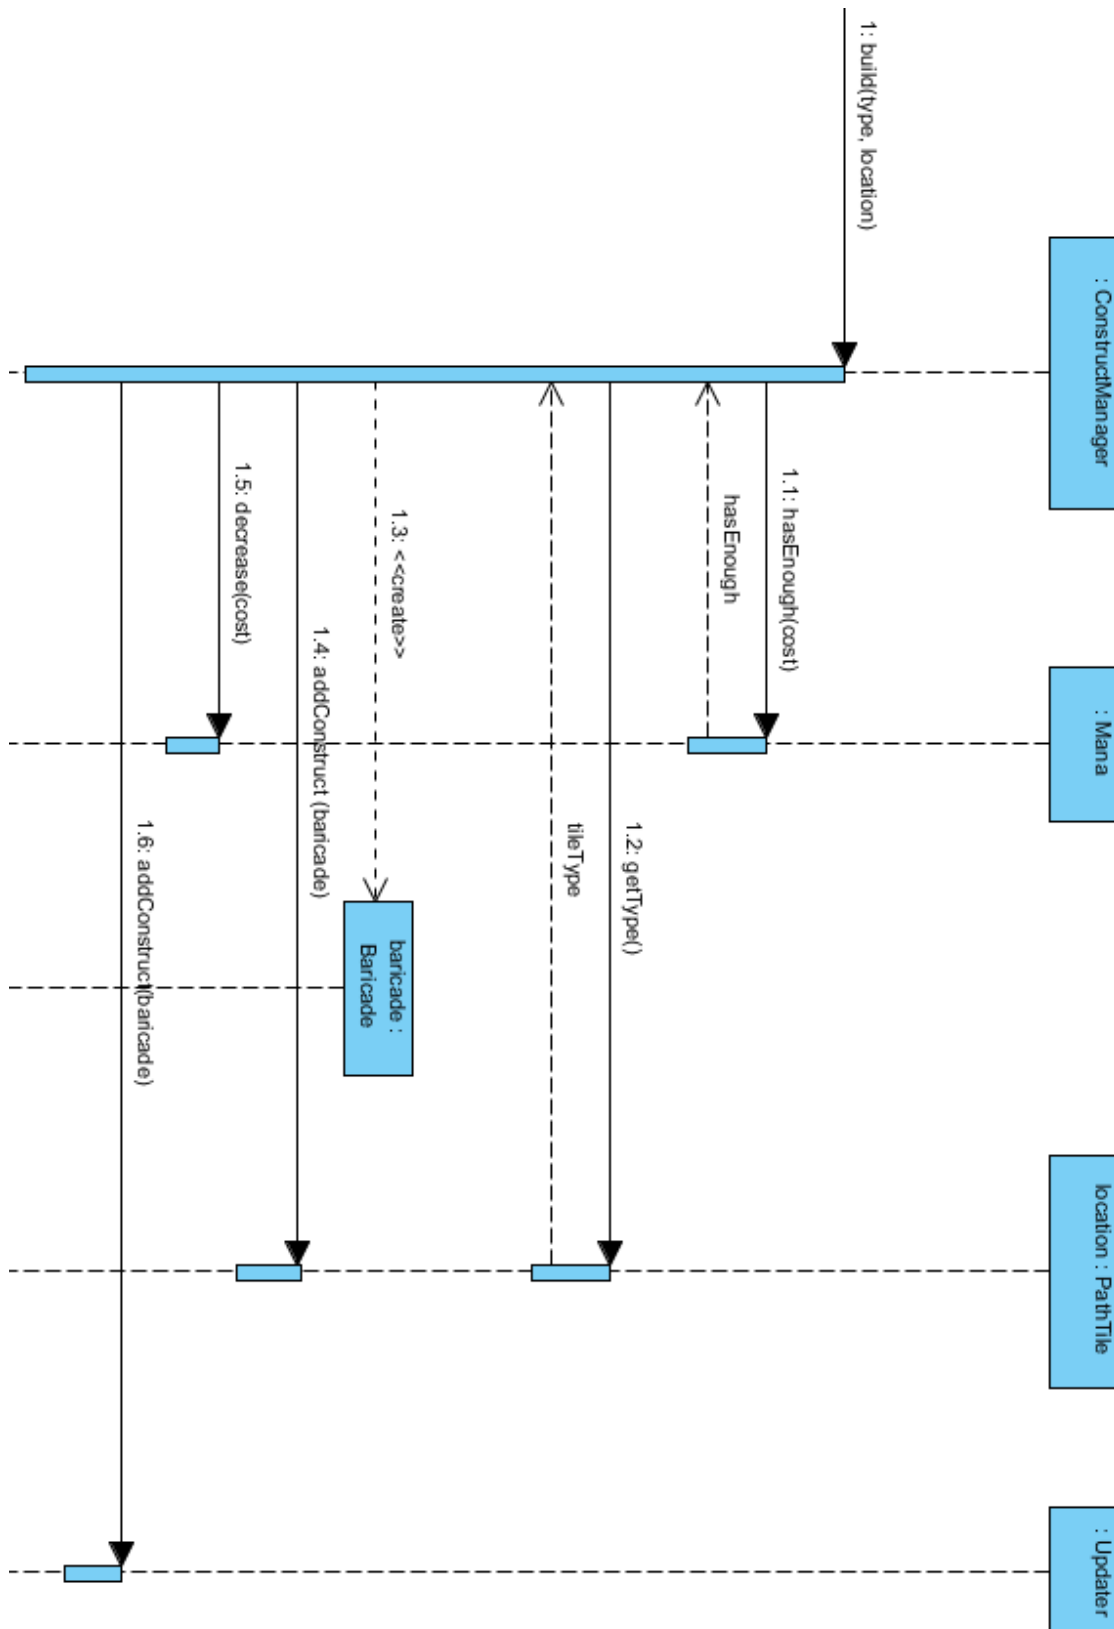 : ConstructManager
: Mana
location : PathTile
: Updater
1: build(type, location)
1.1: hasEnough(cost)
hasEnough
1.2: getType()
tileType
1.3: <<create>>
baricade :
Baricade
1.4: addConstruct (baricade)
1.5: decrease(cost)
1.6: addConstruct(baricade)